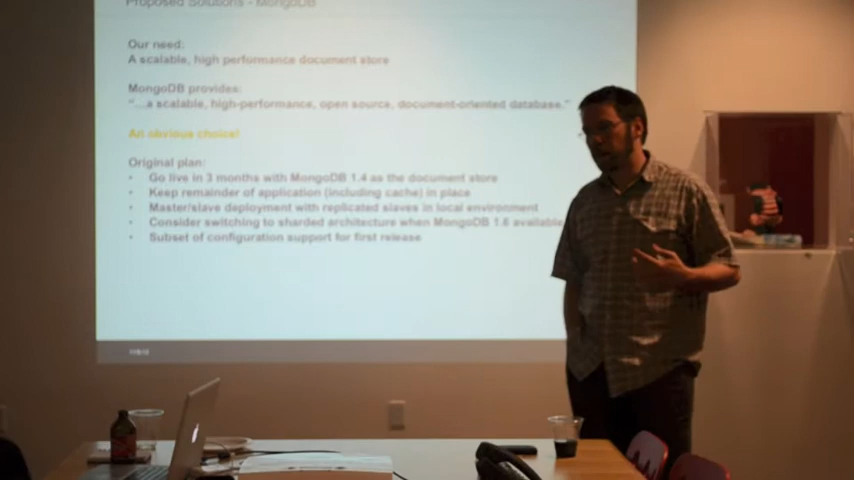 Proposed Solutions - MongoDB
Our need:
A scalable, high performance document store
MongoDB provides:
"...a scalable, high-performance, open source, document-oriented database."
An obvious choice!
Original plan:
• Go live in 3 months with MongoDB 1.4 as the document store
• Keep remainder of application (including cache) in place
• Master/slave deployment with replicated slaves in local environment
• Consider switching to sharded architecture when MongoDB 1.6 available
• Subset of configuration support for first release